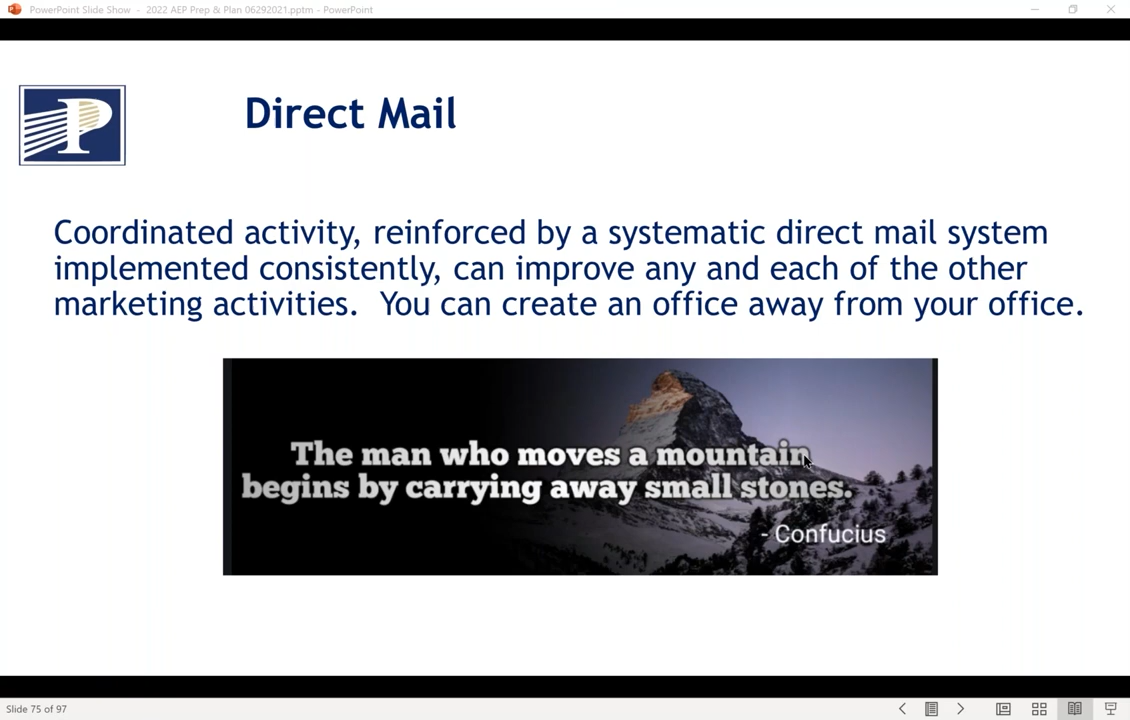 PowerPoint Slide Show - 2022 AEP Prep & Plan 06292021.pptm - PowerPoint
P
Direct Mail
Coordinated activity, reinforced by a systematic direct mail system
implemented consistently, can improve any and each of the other
marketing activities.  You can create an office away from your office.
The man who moves a mountain
begins by carrying away small stones.
- Confucius
Slide 75 of 97